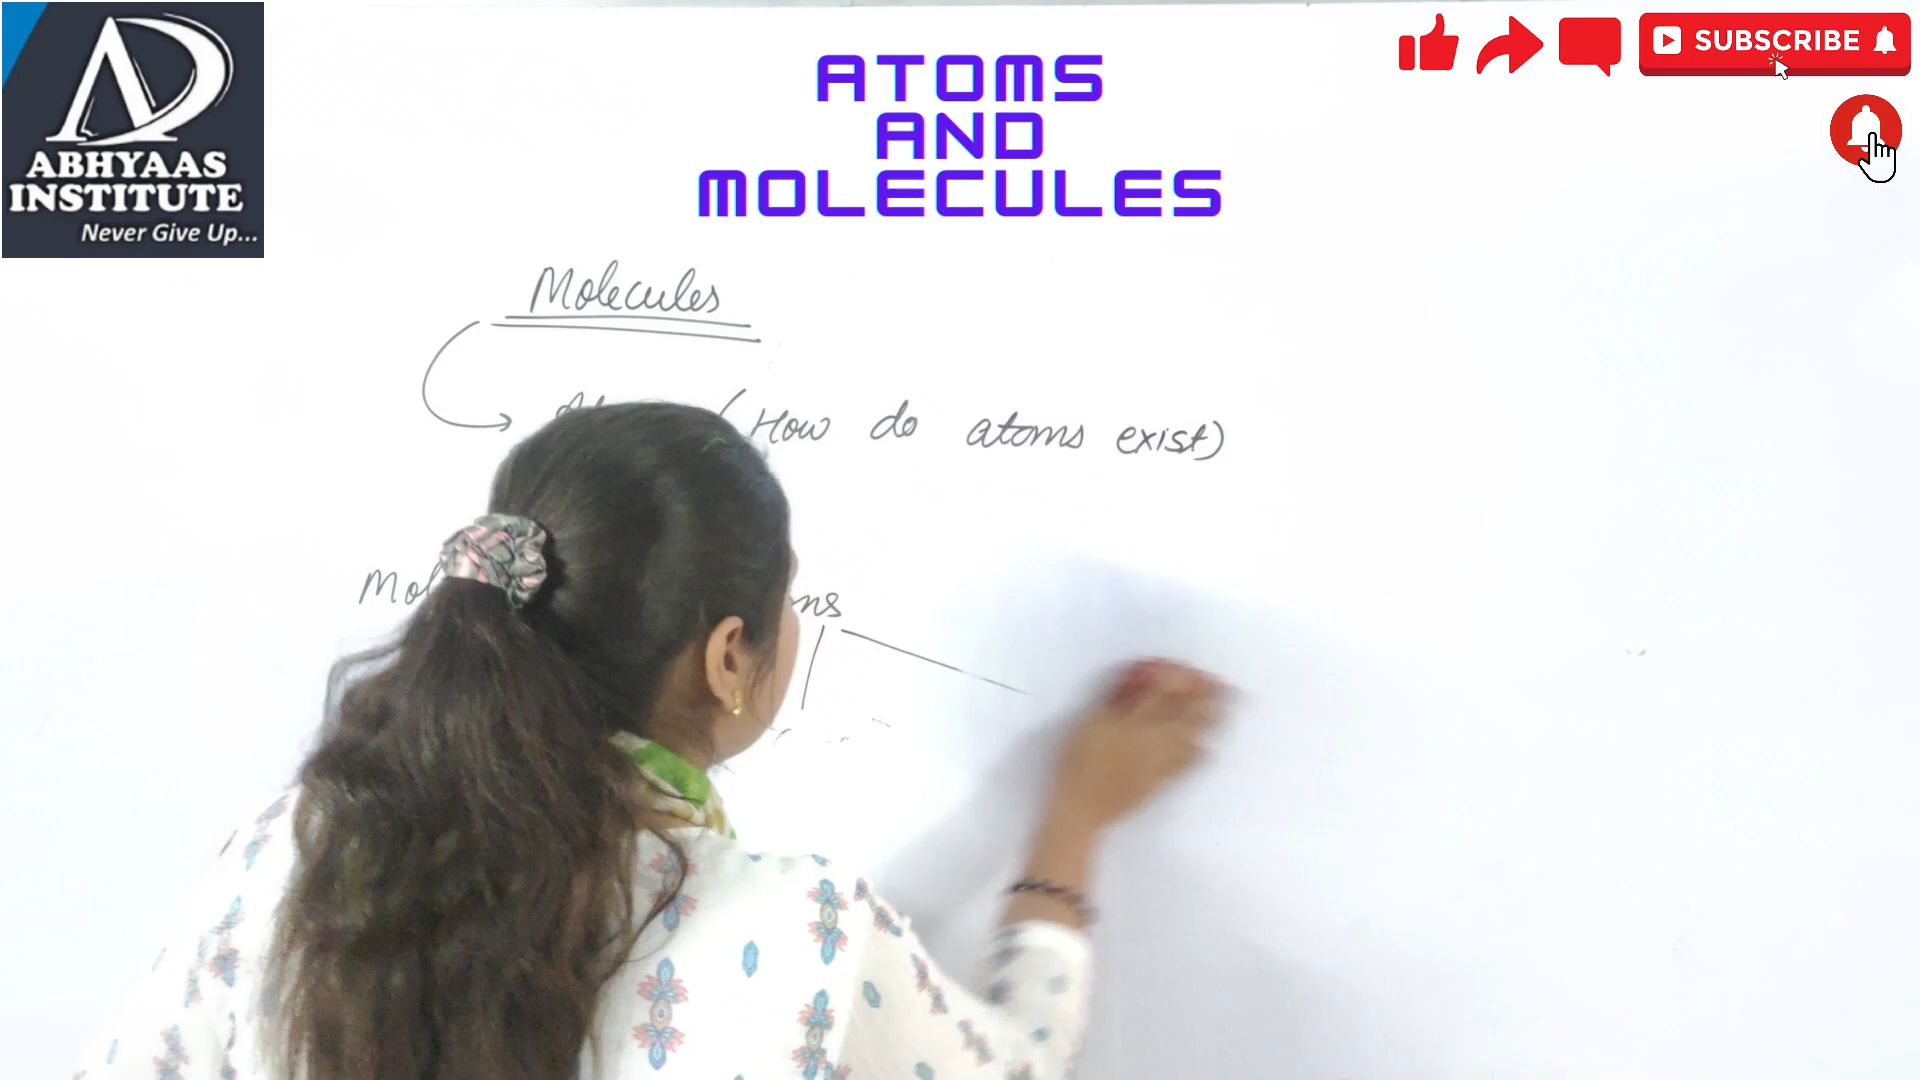 ABHYAAS
INSTITUTE
Never Give Up...
ATOMS
AND
MOLECULES
SUBSCRIBE
Molecules
(How do atoms exist)